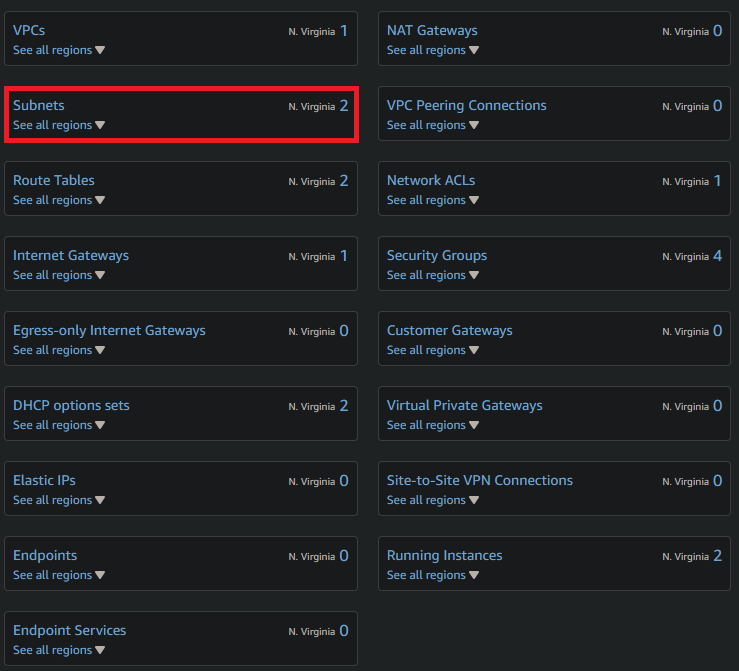 VPCs N. Virginia 1
See all regions
NAT Gateways N. Virginia 0
See all regions
Subnets N. Virginia 2
See all regions
VPC Peering Connections N. Virginia 0
See all regions
Route Tables N. Virginia 2
See all regions
Network ACLs N. Virginia 1
See all regions
Internet Gateways N. Virginia 1
See all regions
Security Groups N. Virginia 4
See all regions
Egress-only Internet Gateways N. Virginia 0
See all regions
Customer Gateways N. Virginia 0
See all regions
DHCP options sets N. Virginia 2
See all regions
Virtual Private Gateways N. Virginia 0
See all regions
Elastic IPs N. Virginia 0
See all regions
Site-to-Site VPN Connections N. Virginia 0
See all regions
Endpoints N. Virginia 0
See all regions
Running Instances N. Virginia 2
See all regions
Endpoint Services N. Virginia 0
See all regions